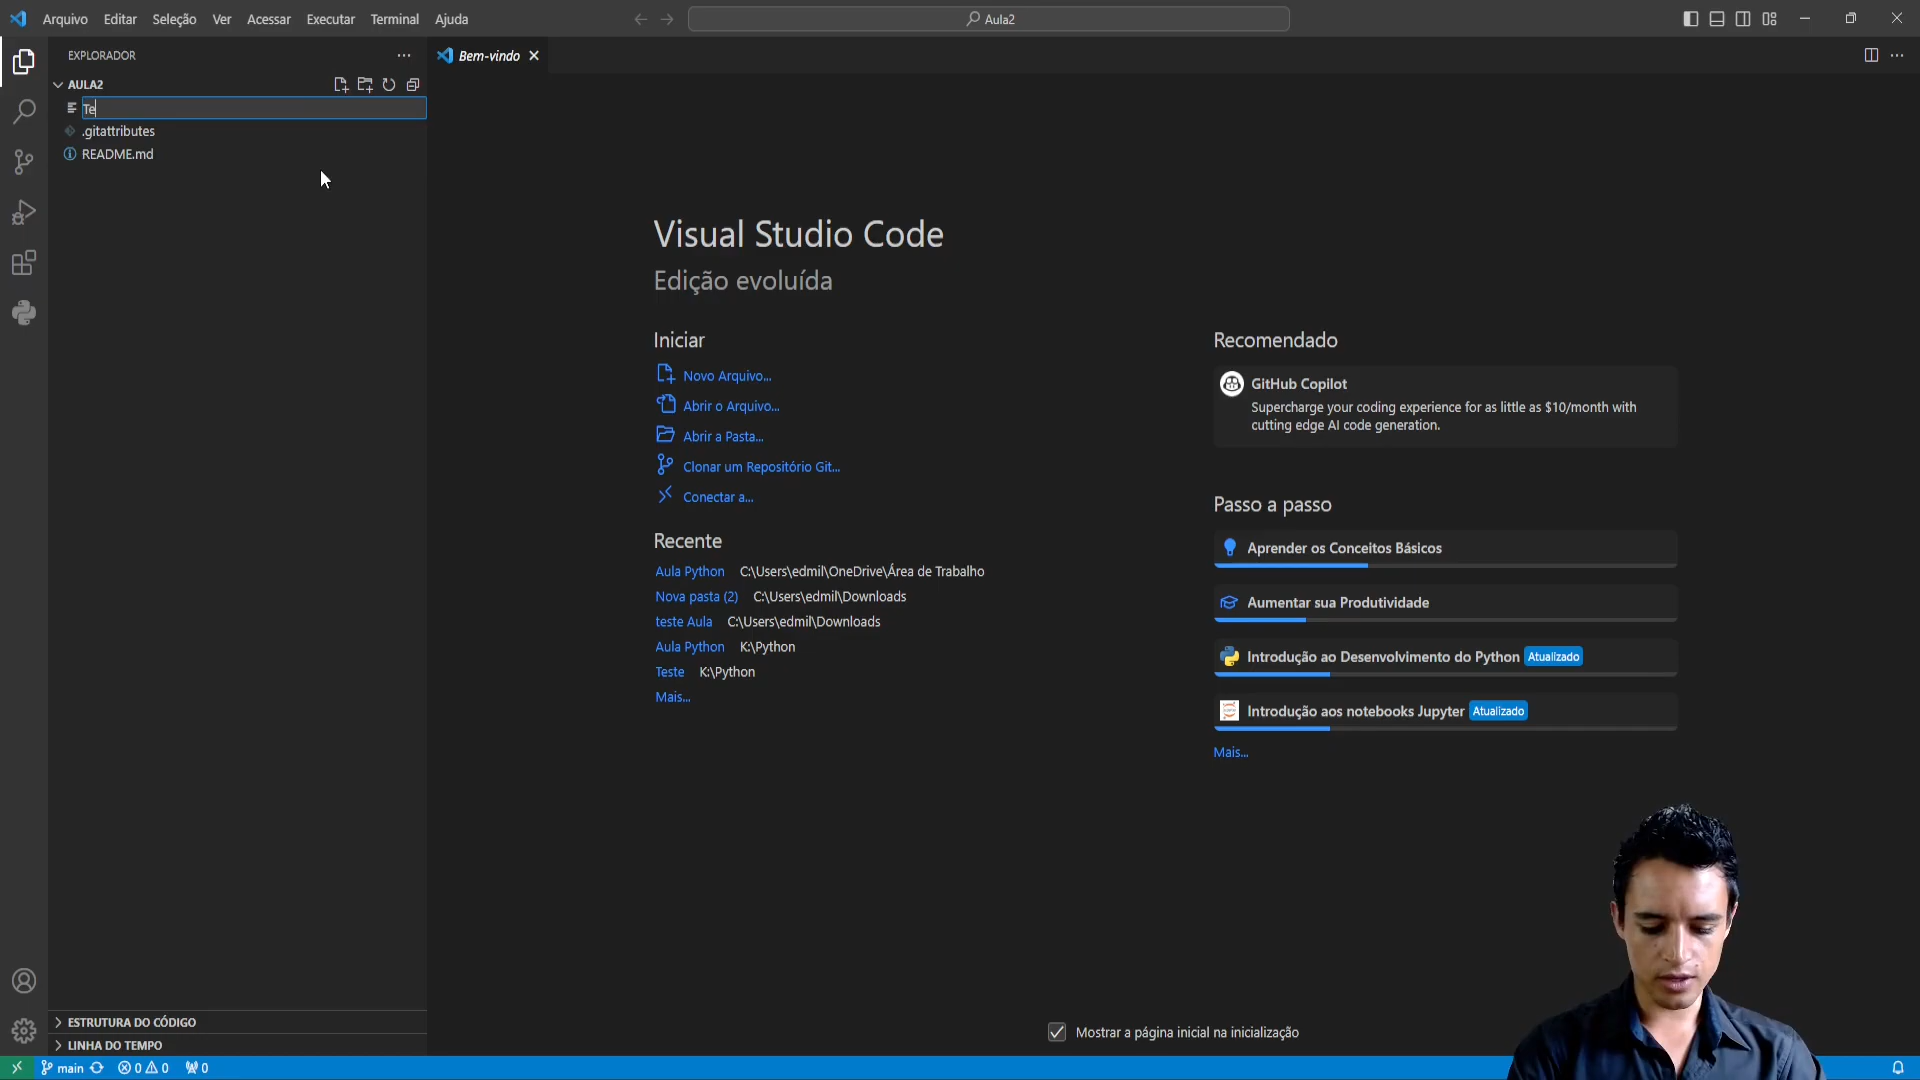 Arquivo Editar Seleção Ver Acessar Executar Terminal Ajuda
Aula2
EXPLORADOR
Bem-vindo
AULA2
Te
.gitattributes
README.md
Visual Studio Code
Edição evoluída
Iniciar
Novo Arquivo...
Abrir o Arquivo...
Abrir a Pasta...
Clonar um Repositório Git...
Conectar a...
Recente
Aula Python C:\Users\edmil\OneDrive\Área de Trabalho
Nova pasta (2) C:\Users\edmil\Downloads
teste Aula C:\Users\edmil\Downloads
Aula Python K:\Python
Teste K:\Python
Mais...
Recomendado
GitHub Copilot
Supercharge your coding experience for as little as $10/month with
cutting edge AI code generation.
Passo a passo
Aprender os Conceitos Básicos
Aumentar sua Produtividade
Introdução ao Desenvolvimento do Python Atualizado
Introdução aos notebooks Jupyter Atualizado
Mais...
Mostrar a página inicial na inicialização
ESTRUTURA DO CÓDIGO
LINHA DO TEMPO
main 0 0 0